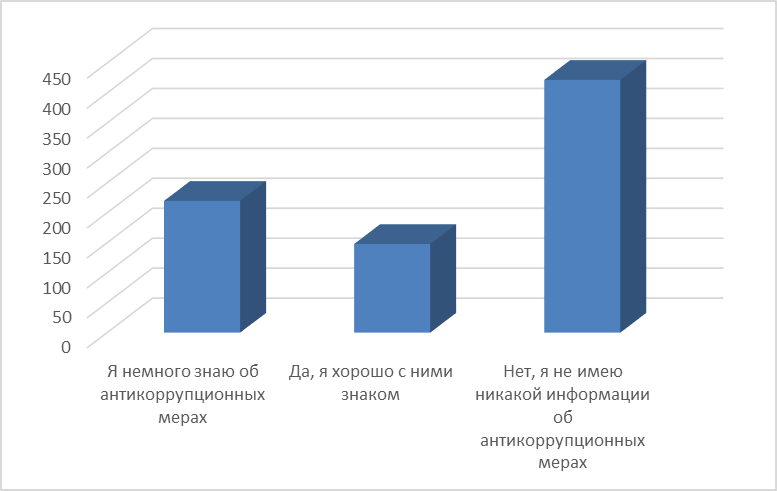 450
400
350
300
250
200
150
100
50
0
Я немного знаю об
антикоррупционных
мерах
Да, я хорошо с ними
знаком
Нет, я не имею
никакой информации
об
антикоррупционных
мерах